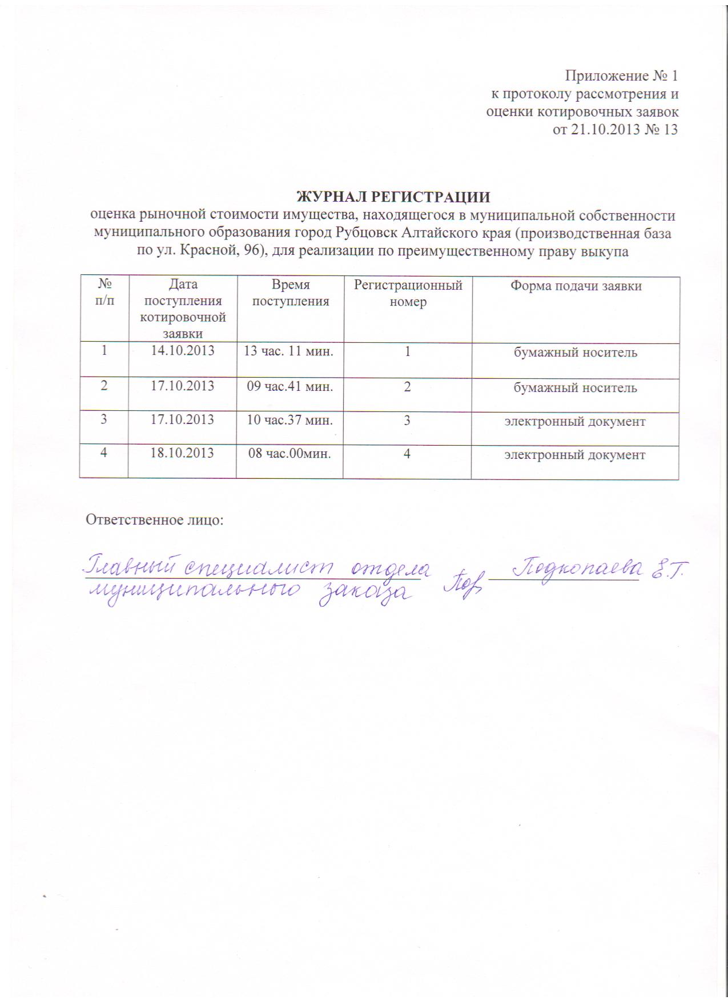 Приложение № 1
к протоколу рассмотрения и
оценки котировочных заявок
от 21.10.2013 № 13
ЖУРНАЛ РЕГИСТРАЦИИ
оценка рыночной стоимости имущества, находящегося в муниципальной собственности
муниципального образования город Рубцовск Алтайского края (производственная база
по ул. Красной, 96), для реализации по преимущественному праву выкупа
№ п/п Дата поступления котировочной заявки Время поступления Регистрационный номер Форма подачи заявки
1 14.10.2013 13 час. 11 мин. 1 бумажный носитель
2 17.10.2013 09 час.41 мин. 2 бумажный носитель
3 17.10.2013 10 час.37 мин. 3 электронный документ
4 18.10.2013 08 час.00мин. 4 электронный документ
Ответственное лицо:
Главный специалист отдела Подкопаева Е.Г.
муниципального заказа